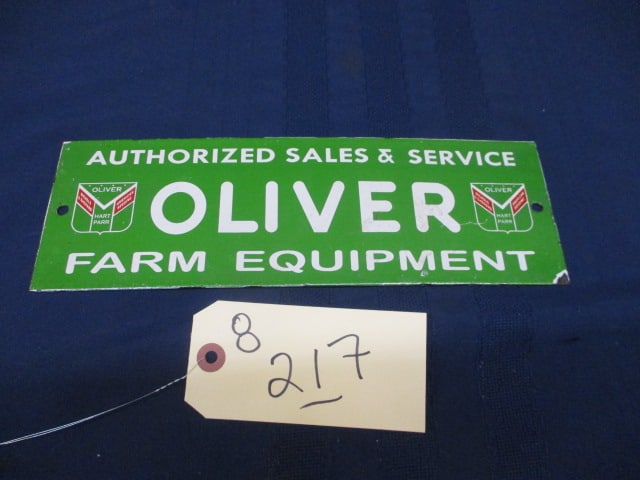 AUTHORIZED SALES & SERVICE
OLIVER
OLIVER
OLIVER
HART
PARR
HART
PARR
FARM EQUIPMENT
8
217